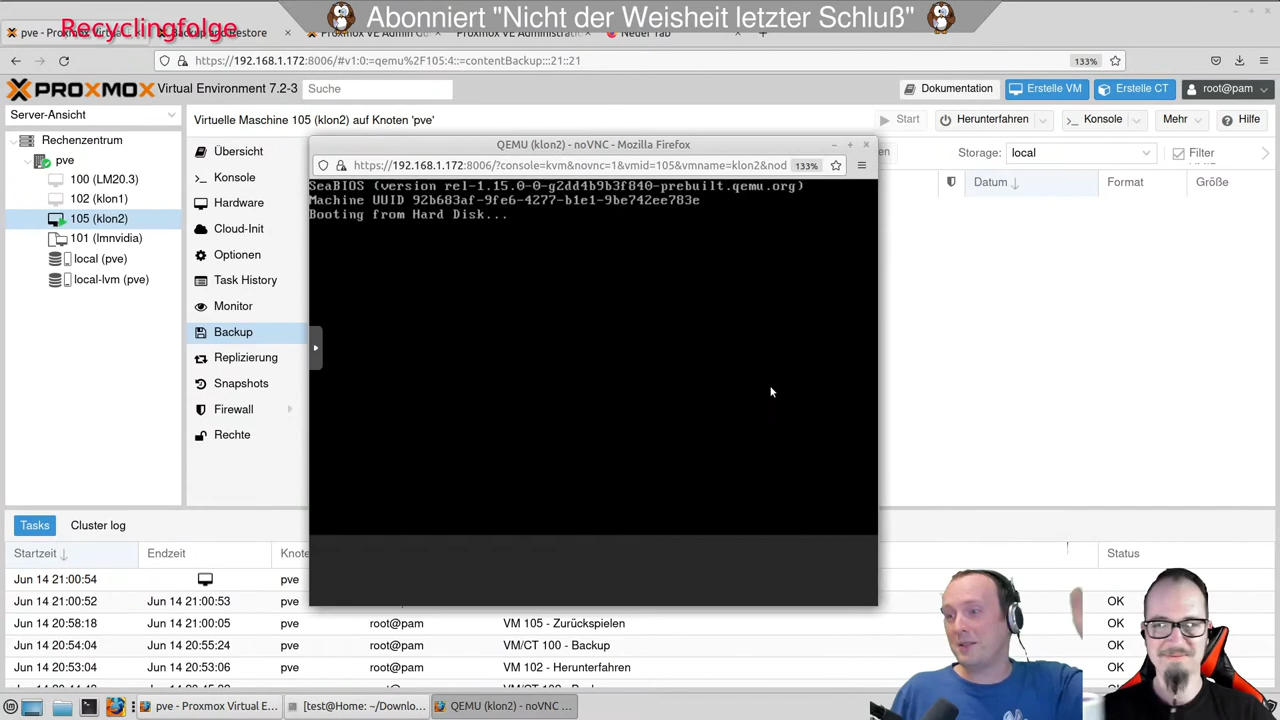 Abonniert "Nicht der Weisheit letzter Schluß"
Recyclingfolge
pve - Proxmox Virtual
Backup and Restore
Proxmox VE Admin
Proxmox VE Administrati
Neuer Tab
https://192.168.1.172:8006/#v1:0:=qemu%2F105:4::=contentBackup:::21::21
133%
PROXMOX Virtual Environment 7.2-3
Suche
Dokumentation
Erstelle VM
Erstelle CT
root@pam
Server-Ansicht
Virtuelle Maschine 105 (klon2) auf Knoten 'pve'
Start
Herunterfahren
Konsole
Mehr
Hilfe
Rechenzentrum
pve
100 (LM20.3)
102 (klon1)
105 (klon2)
101 (lmnvidia)
local (pve)
local-lvm (pve)
Übersicht
Konsole
Hardware
Cloud-Init
Optionen
Task History
Monitor
Backup
Replizierung
Snapshots
Firewall
Rechte
Storage:
local
Filter
Datum
Format
Größe
QEMU (klon2) - noVNC - Mozilla Firefox
https://192.168.1.172:8006/?console=kvm&novnc=1&vmid=105&vmname=klon2&nod
133%
SeaBIOS (version rel-1.15.0-0-g2dd4b9b3f840-prebuilt.qemu.org)
Machine UUID 92b683af-9fe6-4277-b1e1-9be742ee783e
Booting from Hard Disk...
Tasks
Cluster log
Startzeit
Endzeit
Knote
Status
Jun 14 21:00:54
pve
Jun 14 21:00:52
Jun 14 21:00:53
pve
OK
Jun 14 20:58:18
Jun 14 21:00:05
pve
root@pam
VM 105 - Zurückspielen
OK
Jun 14 20:55:24
pve
root@pam
VM/CT 100 - Backup
OK
Jun 14 20:53:04
Jun 14 20:53:06
pve
root@pam
VM 102 - Herunterfahren
OK
pve - Proxmox Virtual E...
[test@Home: ~/Downlo...
QEMU (klon2) - noVNC ...